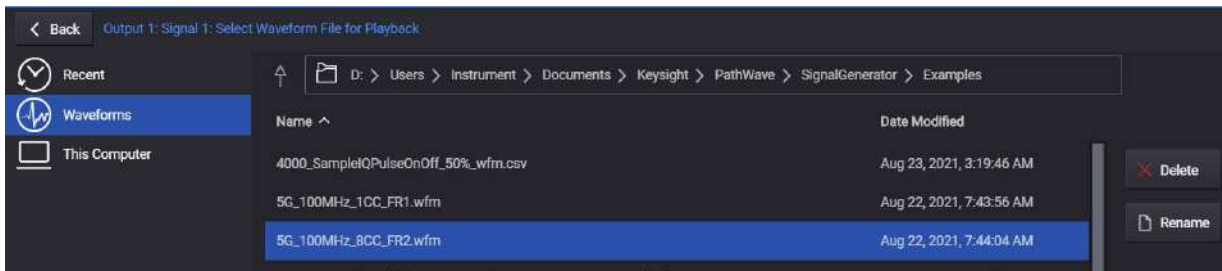 Back Output 1: Signal 1: Select Waveform File for Playback
Recent
Waveforms
This Computer
D: > Users > Instrument > Documents > Keysight > PathWave > SignalGenerator > Examples
Name Date Modified
4000_SampleIQPulseOnOff_50%_wfm.csv Aug 23, 2021, 3:19:46 AM
5G_100MHz_1CC_FR1.wfm Aug 22, 2021, 7:43:56 AM
5G_100MHz_8CC_FR2.wfm Aug 22, 2021, 7:44:04 AM
Delete
Rename